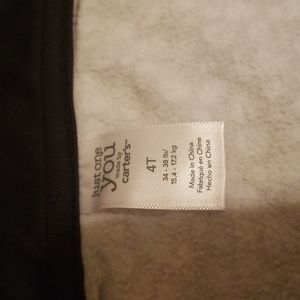 just one
you
made by
carter's™
4T
34 - 38 lb/
15.4 - 17.2 kg
Made in China
Fabriqué en Chine
Hecho en China